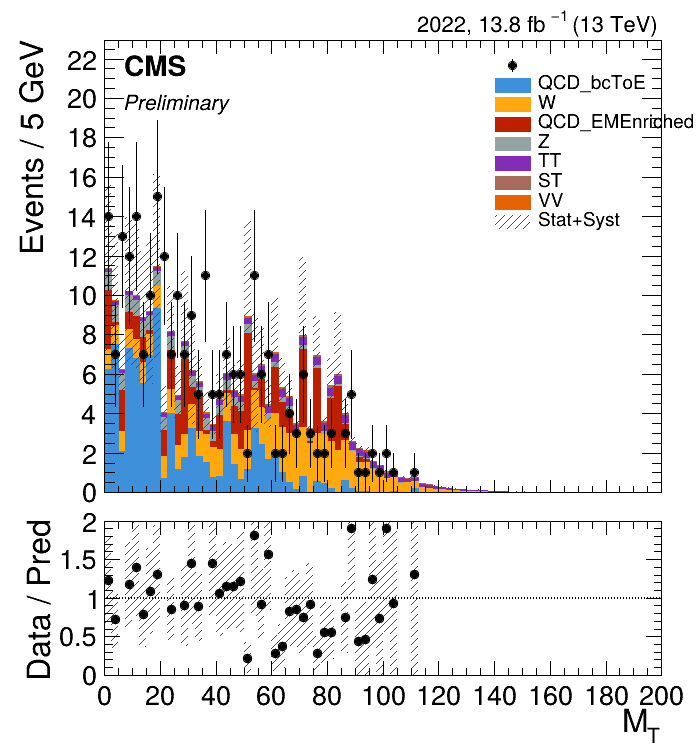 2022, 13.8 fb⁻¹ (13 TeV)
Events / 5 GeV
22
20
18
16
14
12
10
8
6
4
2
0
CMS
Preliminary
QCD_bcToE
W
QCD_EMEnriched
Z
TT
ST
VV
Stat+Syst
Data / Pred
2
1.5
1
0.5
0
0 20 40 60 80 100 120 140 160 180 200
M_T